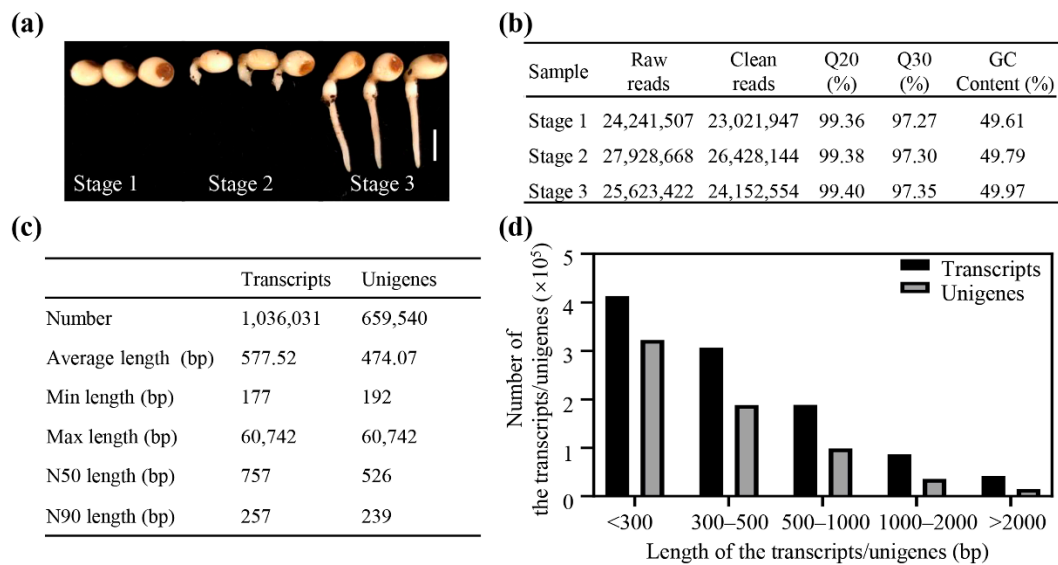 (a)
Stage 1 Stage 2 Stage 3
(b)
Sample Raw reads Clean reads Q20 (%) Q30 (%) GC Content (%)
Stage 1 24,241,507 23,021,947 99.36 97.27 49.61
Stage 2 27,928,668 26,428,144 99.38 97.30 49.79
Stage 3 25,623,422 24,152,554 99.40 97.35 49.97
(c)
Transcripts Unigenes
Number 1,036,031 659,540
Average length (bp) 577.52 474.07
Min length (bp) 177 192
Max length (bp) 60,742 60,742
N50 length (bp) 757 526
N90 length (bp) 257 239
(d)
Number of
the transcripts/unigenes (×10⁵)
5
4
3
2
1
0
Transcripts
Unigenes
<300 300–500 500–1000 1000–2000 >2000
Length of the transcripts/unigenes (bp)